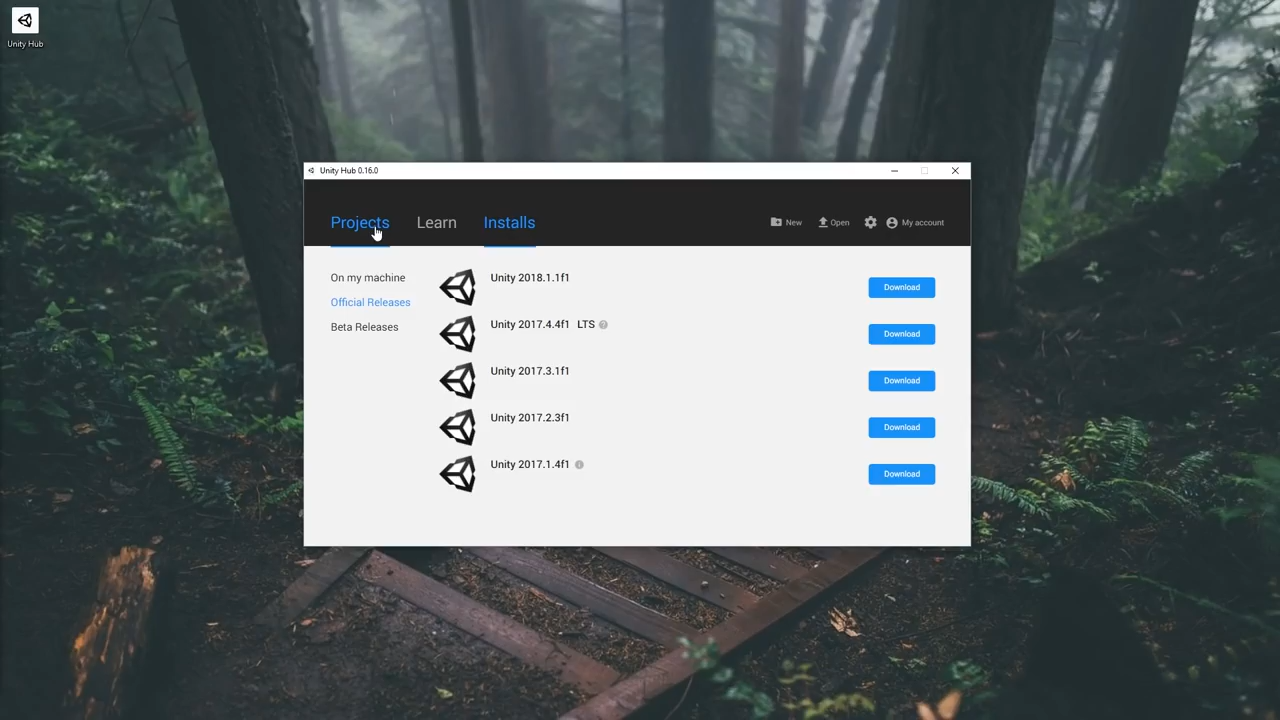 Unity Hub
Unity Hub 0.16.0
Projects Learn Installs New Open My account
On my machine
Official Releases
Beta Releases
Unity 2018.1.1f1 Download
Unity 2017.4.4f1 LTS Download
Unity 2017.3.1f1 Download
Unity 2017.2.3f1 Download
Unity 2017.1.4f1 Download